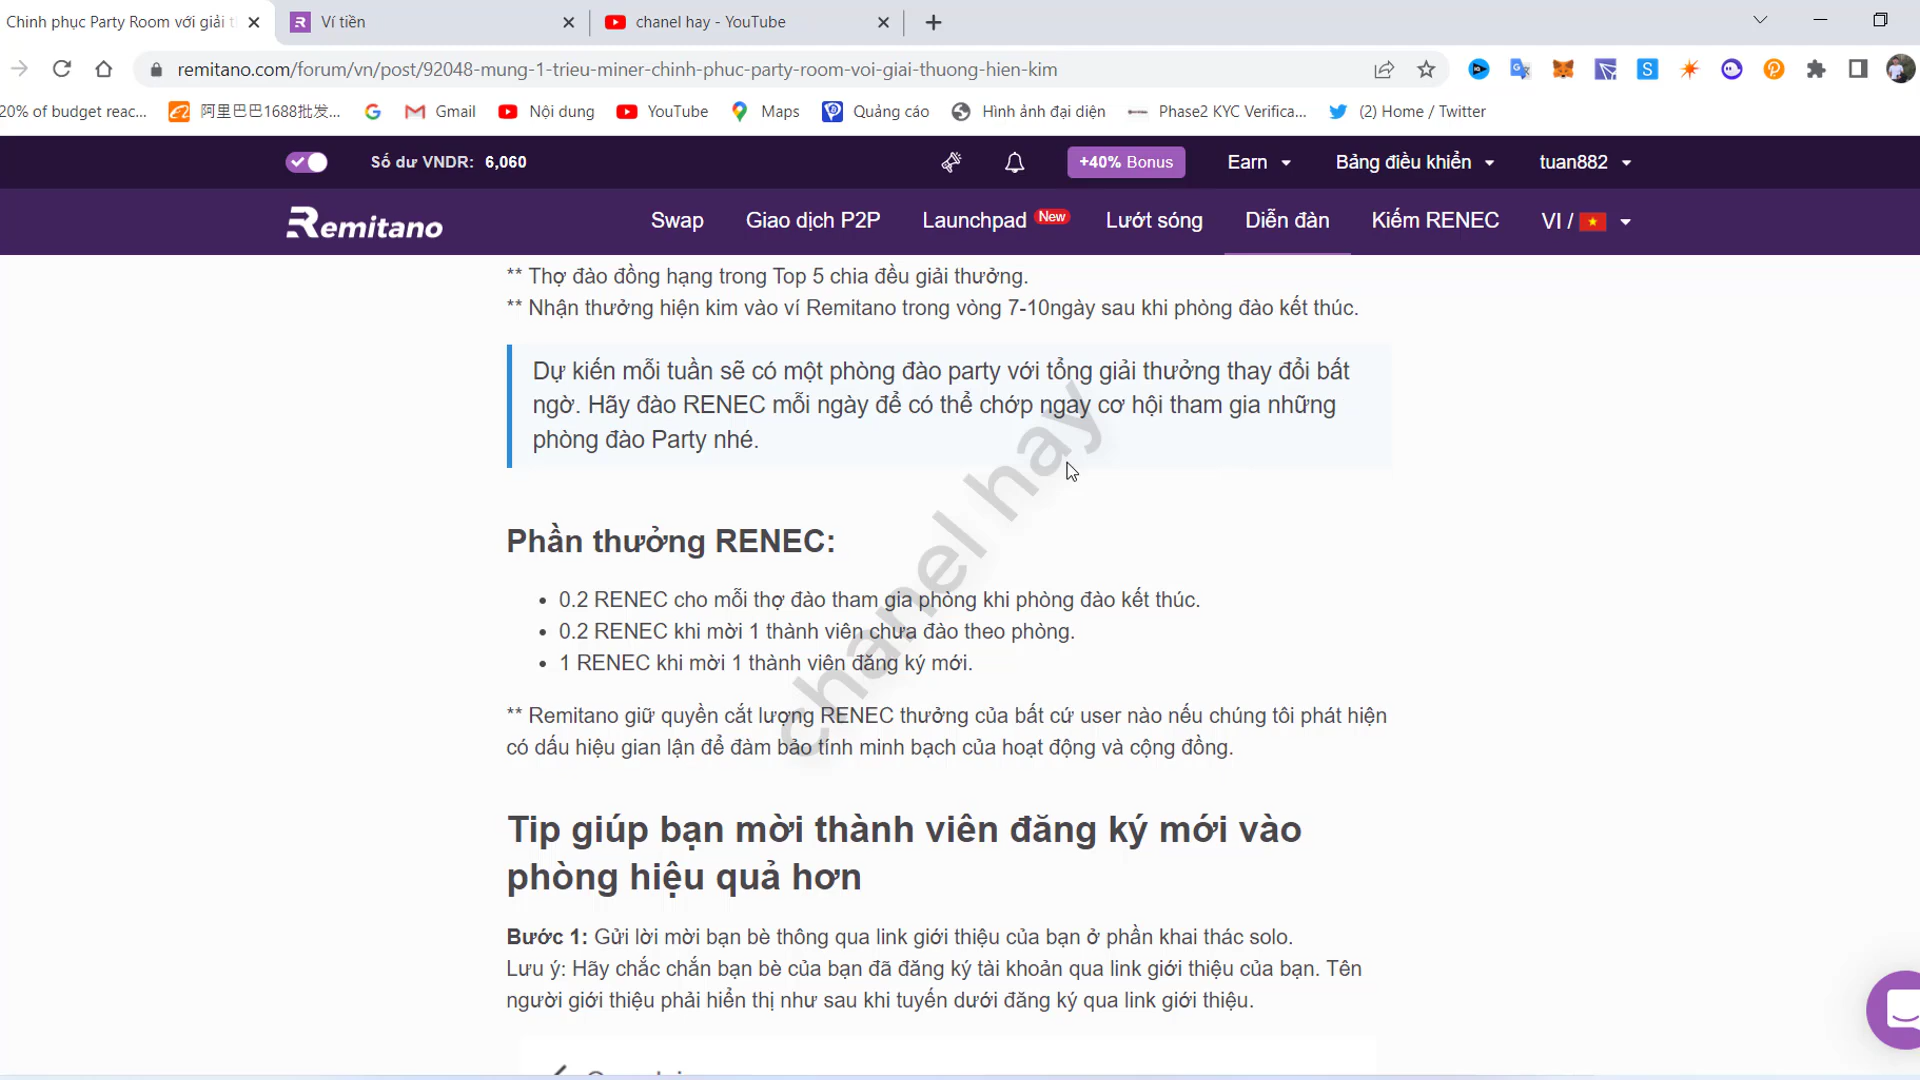 Chinh phục Party Room với giải t
Ví tiền
chanel hay - YouTube
remitano.com/forum/vn/post/92048-mung-1-trieu-miner-chinh-phuc-party-room-voi-giai-thuong-hien-kim
20% of budget reac...
阿里巴巴1688批发...
Gmail
Nội dung
YouTube
Maps
Quảng cáo
Hình ảnh đại diện
Phase2 KYC Verifica...
(2) Home / Twitter
Số dư VNDR: 6,060
+40% Bonus
Earn
Bảng điều khiển
tuan882
Remitano
Swap
Giao dịch P2P
Launchpad New
Lướt sóng
Diễn đàn
Kiếm RENEC
VI /
** Thợ đào đồng hạng trong Top 5 chia đều giải thưởng.
** Nhận thưởng hiện kim vào ví Remitano trong vòng 7-10ngày sau khi phòng đào kết thúc.
Dự kiến mỗi tuần sẽ có một phòng đào party với tổng giải thưởng thay đổi bất
ngờ. Hãy đào RENEC mỗi ngày để có thể chớp ngay cơ hội tham gia những
phòng đào Party nhé.
chanel hay
Phần thưởng RENEC:
• 0.2 RENEC cho mỗi thợ đào tham gia phòng khi phòng đào kết thúc.
• 0.2 RENEC khi mời 1 thành viên chưa đào theo phòng.
• 1 RENEC khi mời 1 thành viên đăng ký mới.
** Remitano giữ quyền cắt lượng RENEC thưởng của bất cứ user nào nếu chúng tôi phát hiện
có dấu hiệu gian lận để đảm bảo tính minh bạch của hoạt động và cộng đồng.
Tip giúp bạn mời thành viên đăng ký mới vào
phòng hiệu quả hơn
Bước 1: Gửi lời mời bạn bè thông qua link giới thiệu của bạn ở phần khai thác solo.
Lưu ý: Hãy chắc chắn bạn bè của bạn đã đăng ký tài khoản qua link giới thiệu của bạn. Tên
người giới thiệu phải hiển thị như sau khi tuyến dưới đăng ký qua link giới thiệu.